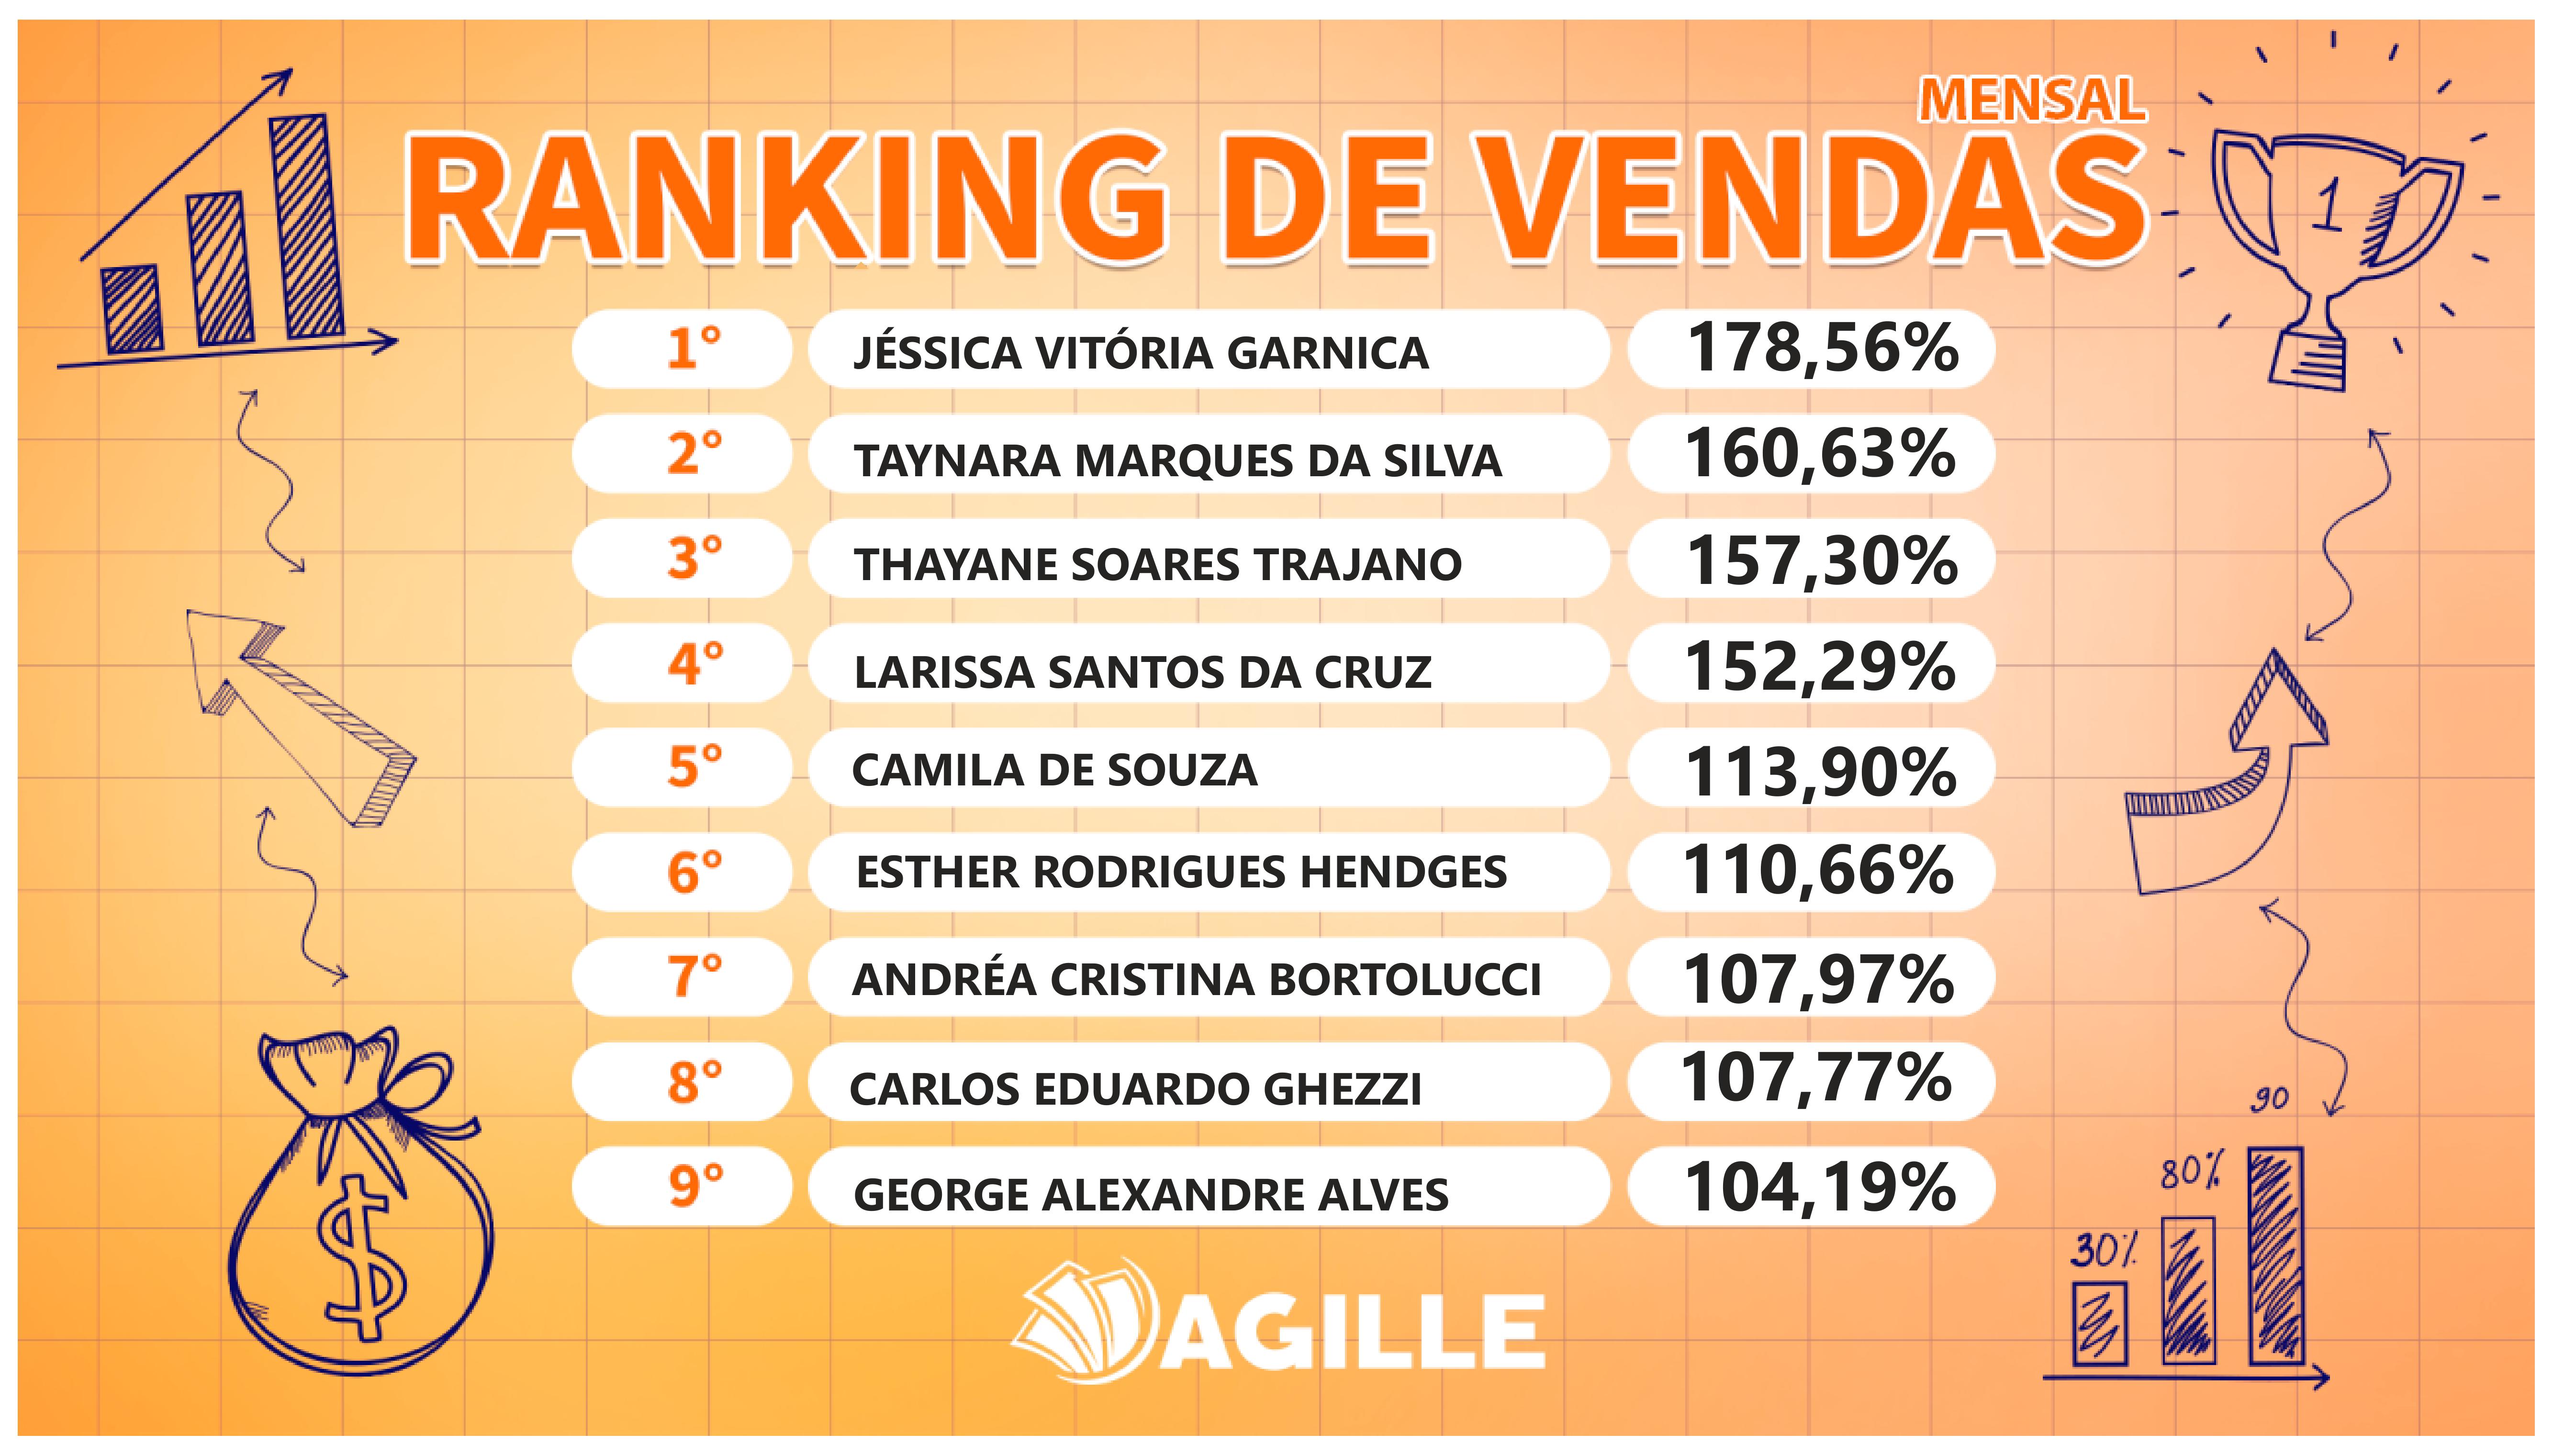 MENSAL
RANKING DE VENDAS
1
1° JÉSSICA VITÓRIA GARNICA 178,56%
2° TAYNARA MARQUES DA SILVA 160,63%
3° THAYANE SOARES TRAJANO 157,30%
4° LARISSA SANTOS DA CRUZ 152,29%
5° CAMILA DE SOUZA 113,90%
6° ESTHER RODRIGUES HENDGES 110,66%
7° ANDRÉA CRISTINA BORTOLUCCI 107,97%
8° CARLOS EDUARDO GHEZZI 107,77%
9° GEORGE ALEXANDRE ALVES 104,19%
$
30% 80% 90
AGILLE